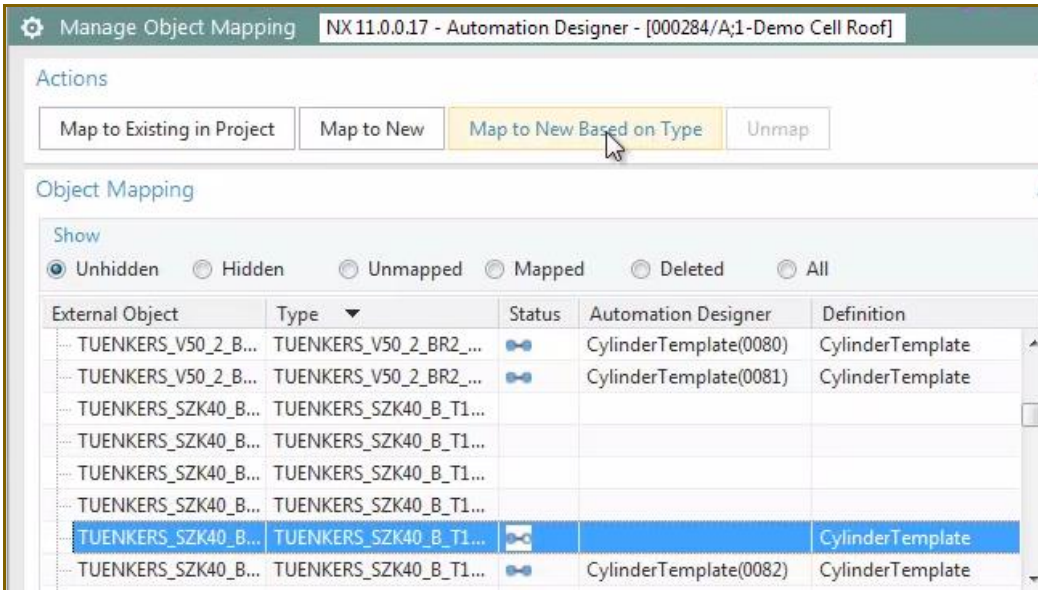 Manage Object Mapping NX 11.0.0.17 - Automation Designer - [000284/A;1-Demo Cell Roof]
Actions
Map to Existing in Project Map to New Map to New Based on Type Unmap
Object Mapping
Show
Unhidden Hidden Unmapped Mapped Deleted All
External Object Type Status Automation Designer Definition
TUENKERS_V50_2_B... TUENKERS_V50_2_BR2_... CylinderTemplate(0080) CylinderTemplate
TUENKERS_V50_2_B... TUENKERS_V50_2_BR2_... CylinderTemplate(0081) CylinderTemplate
TUENKERS_SZK40_B... TUENKERS_SZK40_B_T1...
TUENKERS_SZK40_B... TUENKERS_SZK40_B_T1...
TUENKERS_SZK40_B... TUENKERS_SZK40_B_T1...
TUENKERS_SZK40_B... TUENKERS_SZK40_B_T1...
TUENKERS_SZK40_B... TUENKERS_SZK40_B_T1... CylinderTemplate
TUENKERS_SZK40_B... TUENKERS_SZK40_B_T1... CylinderTemplate(0082) CylinderTemplate